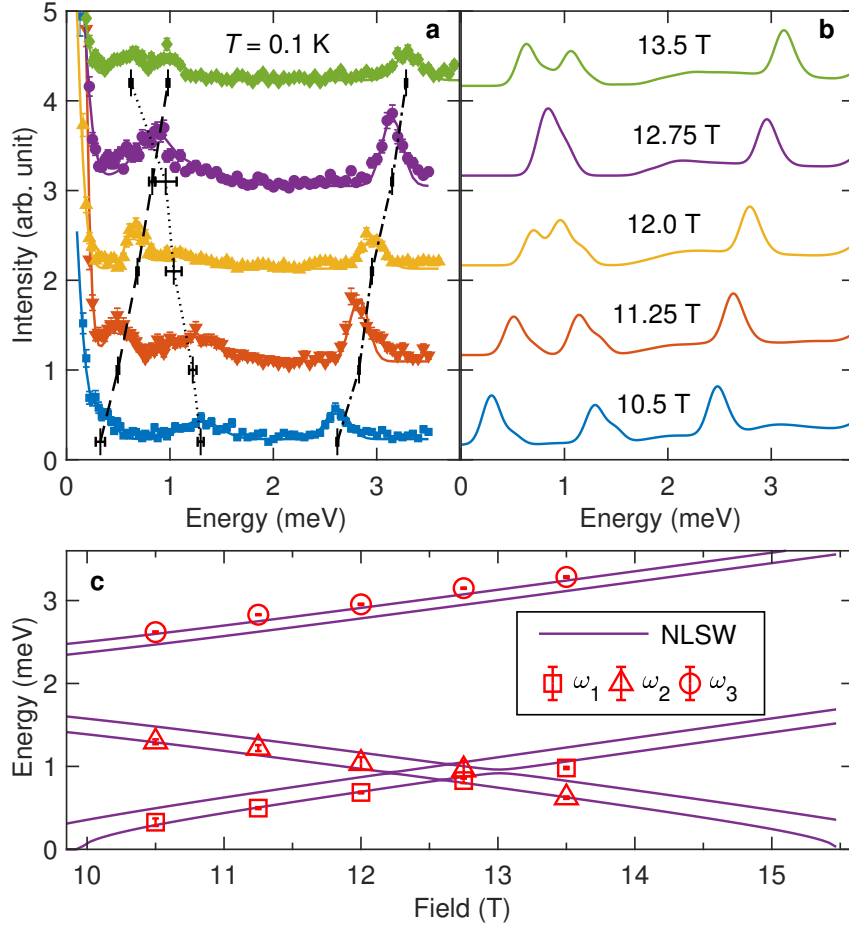 5
4
3
2
1
0
Intensity (arb. unit)
T = 0.1 K
a
0 1 2 3
Energy (meV)
b
13.5 T
12.75 T
12.0 T
11.25 T
10.5 T
0 1 2 3
Energy (meV)
c
3
2
1
0
Energy (meV)
NLSW
ω1 ω2 ω3
10 11 12 13 14 15
Field (T)